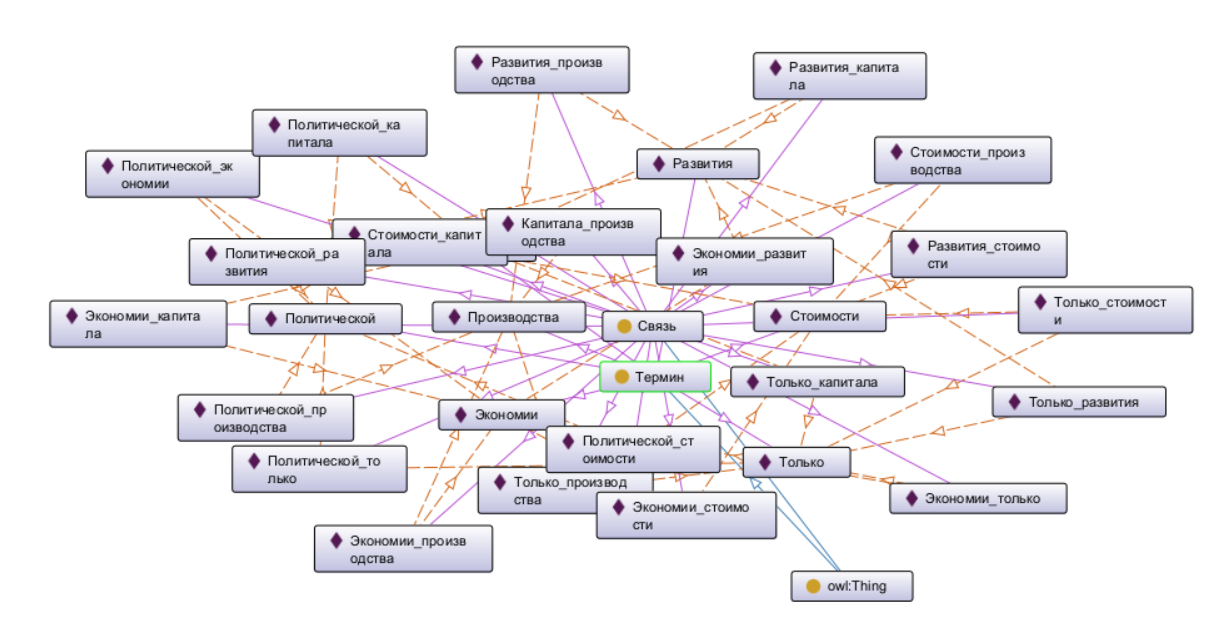 Развития_произв
одства
Развития_капита
ла
Политической_ка
питала
Стоимости_произ
водства
Политической_эк
ономии
Развития
Стоимости_капит
ала
Капитала_произв
одства
Экономии_развит
ия
Развития_стоимо
сти
Политической_ра
звития
Экономии_капита
ла
Политической
Производства
Связь
Стоимости
Только_стоимост
и
Термин
Только_капитала
Только_развития
Политической_пр
оизводства
Экономии
Политической_ст
оимости
Политической_то
лько
Только
Только_производ
ства
Экономии_стоимо
сти
Экономии_только
Экономии_произв
одства
owl:Thing